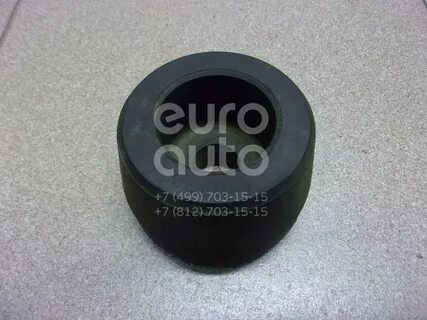 euro
auto
+7 (499) 703-15-15
+7 (812) 703-15-15